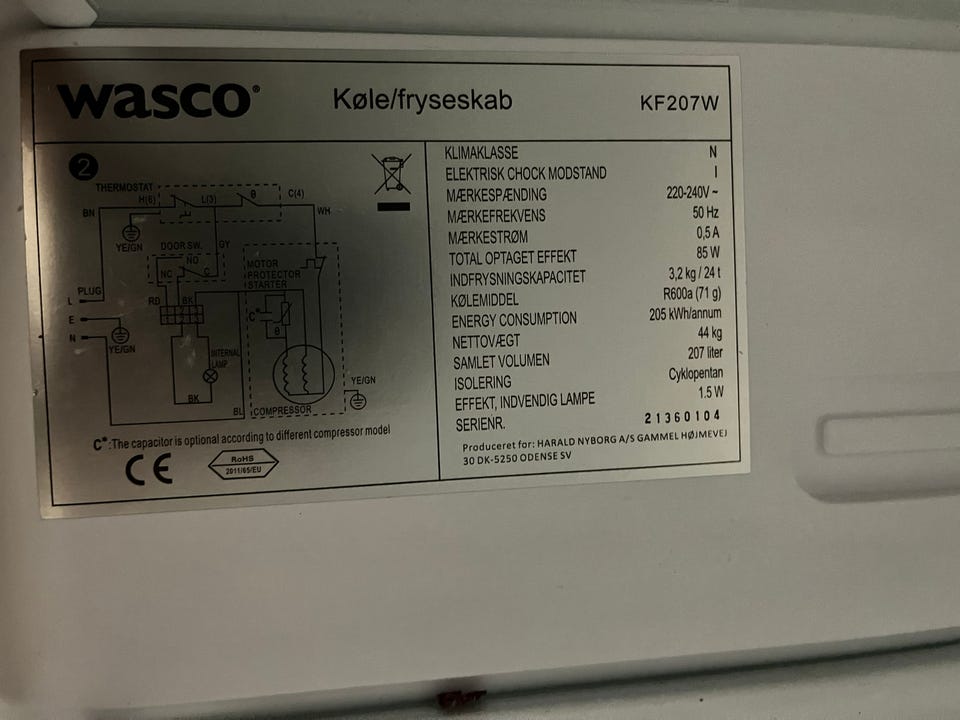 wasco®
Køle/fryseskab
KF207W
2
THERMOSTAT
H(6)
L(3)
θ
C(4)
BN
WH
YE/GN
DOOR SW.
GY
NO
NC
C
MOTOR
PROTECTOR
STARTER
PLUG
RD
BK
L
E
N
C*
θ
YE/GN
INTERNAL
LAMP
BK
BL
COMPRESSOR
YE/GN
C*:The capacitor is optional according to different compressor model
CE
RoHS
2011/65/EU
KLIMAKLASSE N
ELEKTRISK CHOCK MODSTAND I
MÆRKESPÆNDING 220-240V ~
MÆRKEFREKVENS 50 Hz
MÆRKESTRØM 0,5 A
TOTAL OPTAGET EFFEKT 85 W
INDFRYSNINGSKAPACITET 3,2 kg / 24 t
KØLEMIDDEL R600a (71 g)
ENERGY CONSUMPTION 205 kWh/annum
NETTOVÆGT 44 kg
SAMLET VOLUMEN 207 liter
ISOLERING Cyklopentan
EFFEKT, INDVENDIG LAMPE 1.5 W
SERIENR. 21360104
Produceret for: HARALD NYBORG A/S GAMMEL HØJMEVEJ
30 DK-5250 ODENSE SV